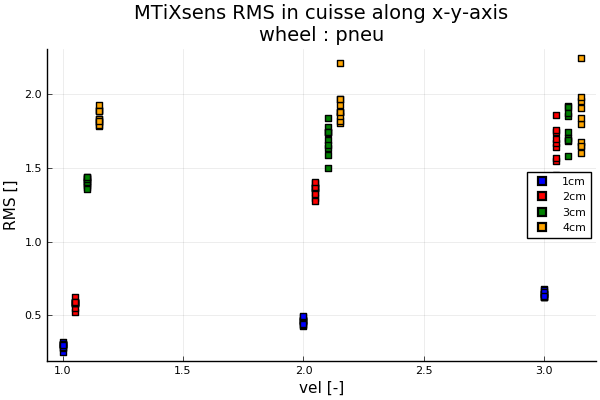 MTiXsens RMS in cuisse along x-y-axis
wheel : pneu
RMS []
2.0
1.5
1.0
0.5
1cm
2cm
3cm
4cm
1.0
1.5
2.0
2.5
3.0
vel [-]